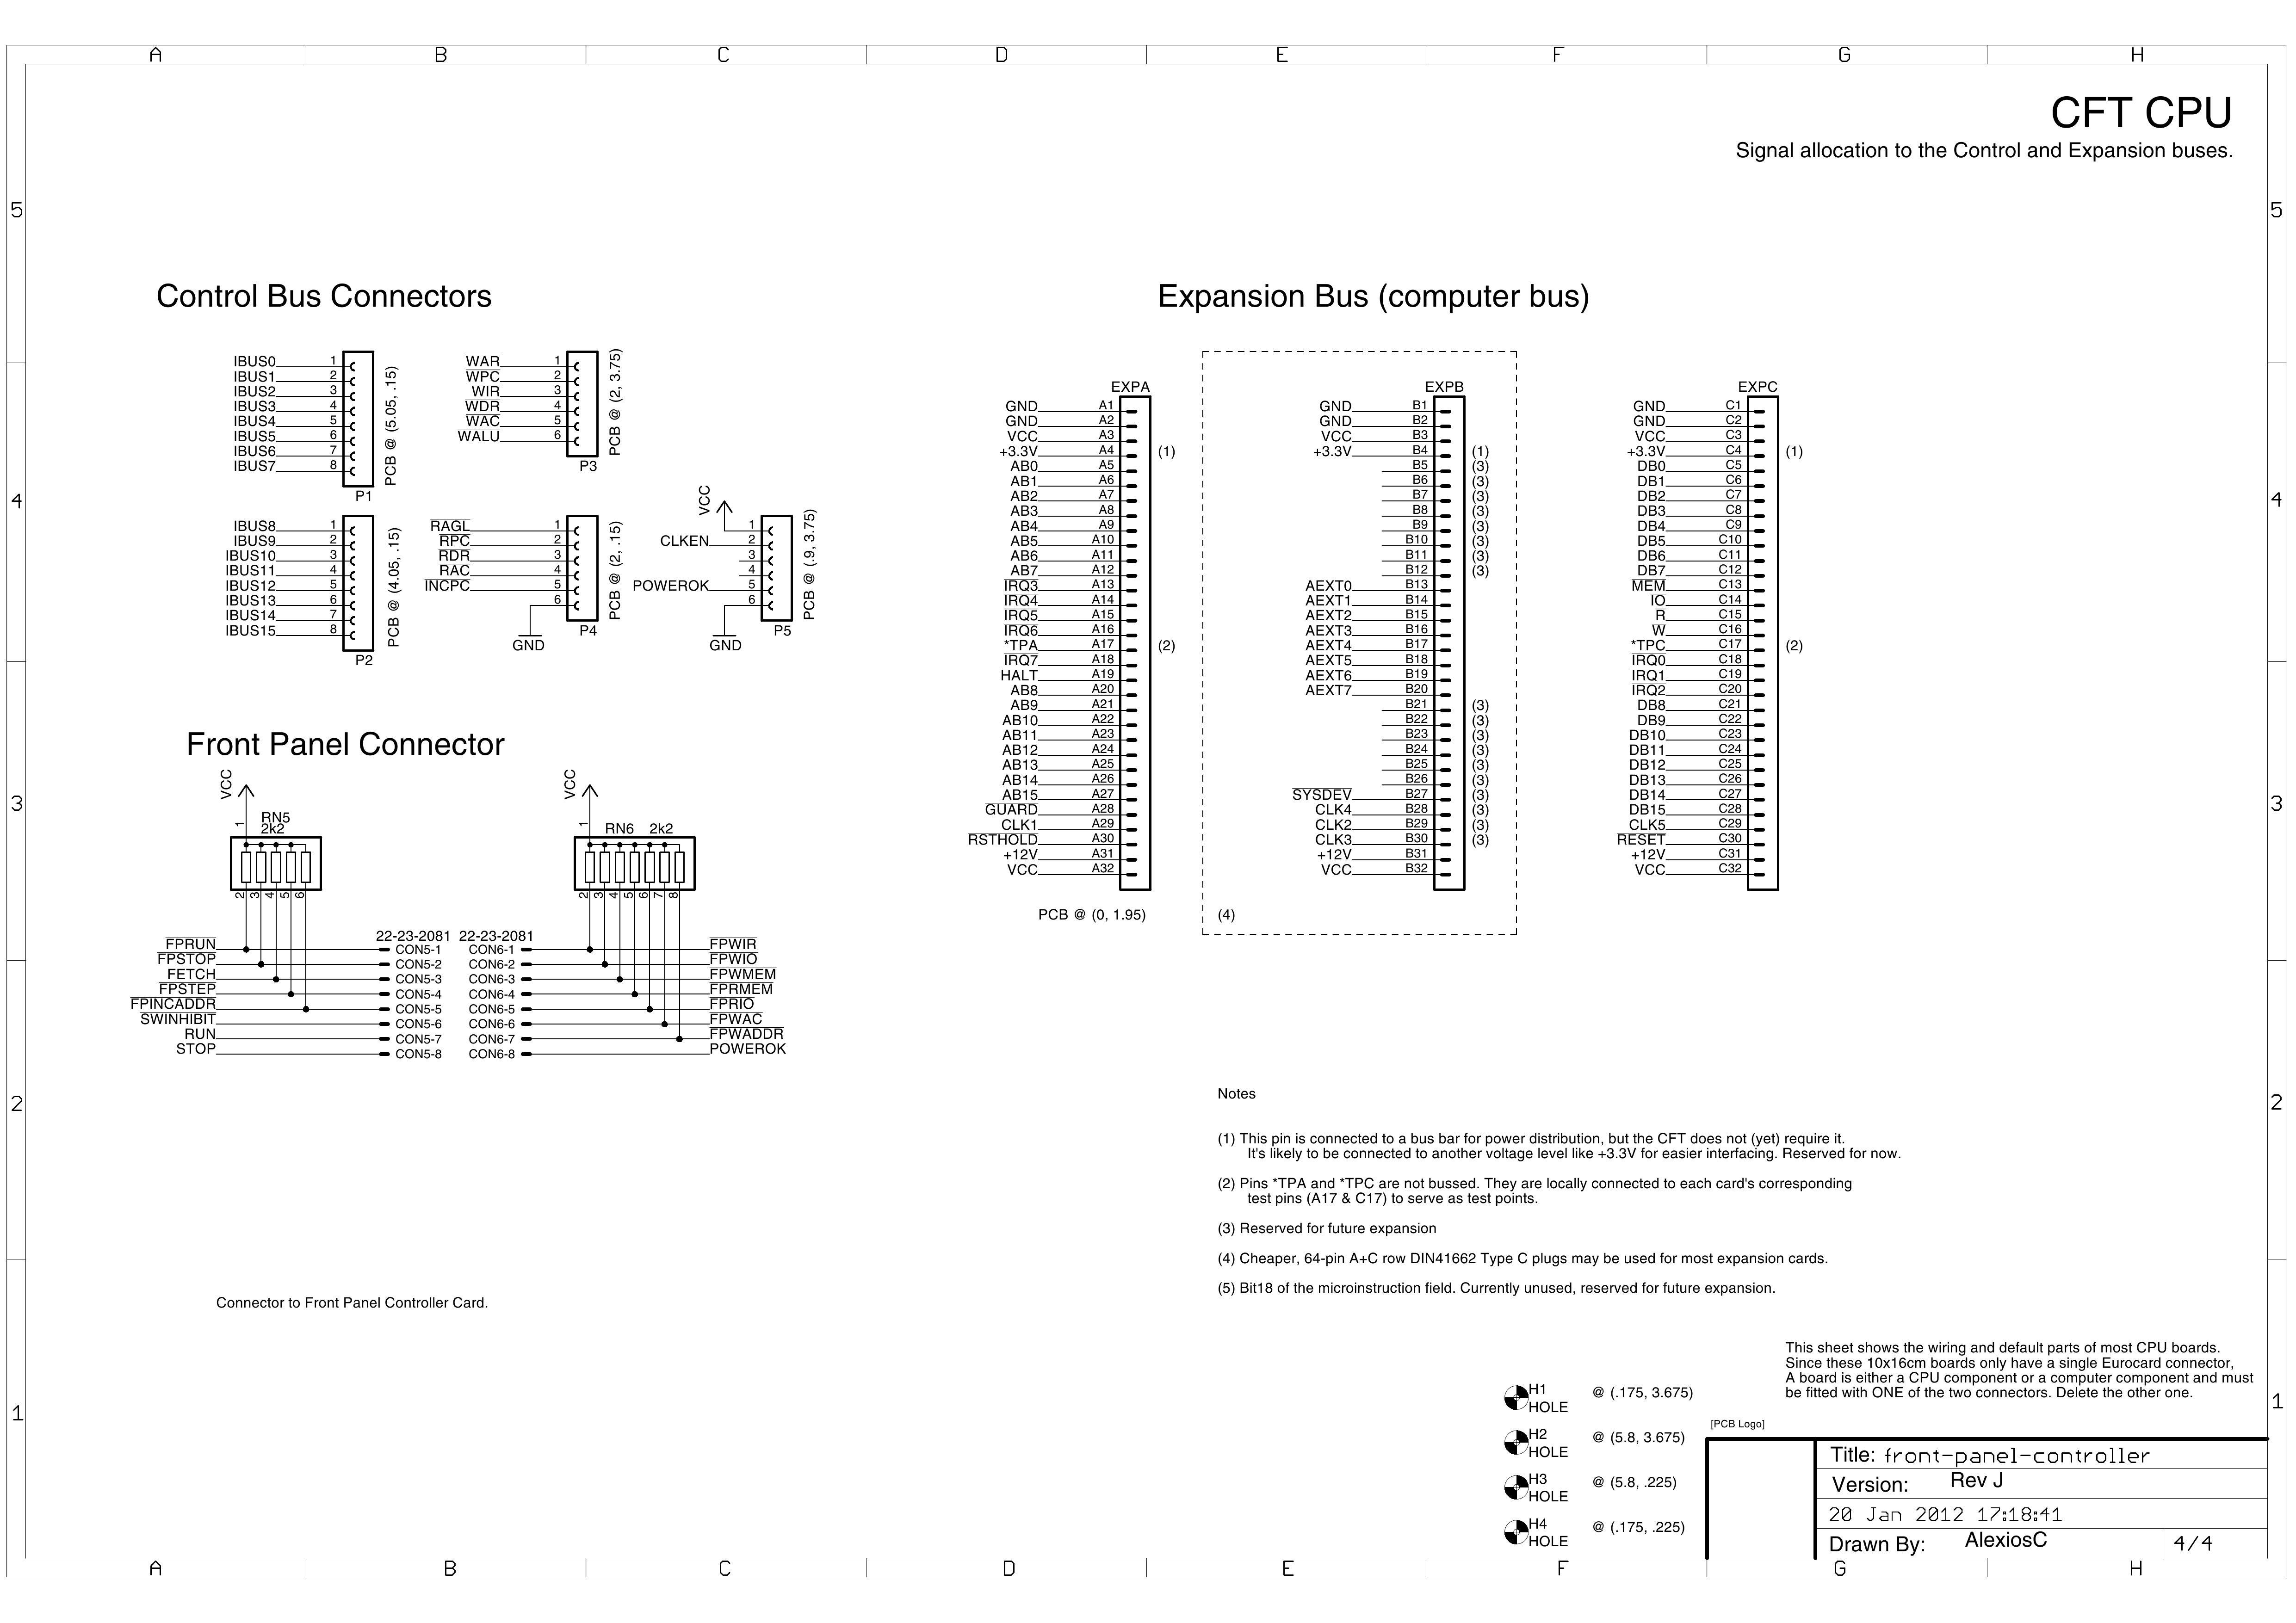 A B C D E F G H
CFT CPU
Signal allocation to the Control and Expansion buses.
5 5
4 4
3 3
2 2
1 1
Control Bus Connectors
IBUS0 1
IBUS1 2
IBUS2 3
IBUS3 4
IBUS4 5
IBUS5 6
IBUS6 7
IBUS7 8
P1
PCB @ (5.05, .15)
WAR 1
WPC 2
WIR 3
WDR 4
WAC 5
WALU 6
P3
PCB @ (2, 3.75)
IBUS8 1
IBUS9 2
IBUS10 3
IBUS11 4
IBUS12 5
IBUS13 6
IBUS14 7
IBUS15 8
P2
PCB @ (4.05, .15)
RAGL 1
RPC 2
RDR 3
RAC 4
INCPC 5
6
GND
P4
PCB @ (2, .15)
VCC
1
CLKEN 2
3
4
POWEROK 5
6
GND
P5
PCB @ (.9, 3.75)
Expansion Bus (computer bus)
EXPA
GND A1
GND A2
VCC A3
+3.3V A4 (1)
AB0 A5
AB1 A6
AB2 A7
AB3 A8
AB4 A9
AB5 A10
AB6 A11
AB7 A12
IRQ3 A13
IRQ4 A14
IRQ5 A15
IRQ6 A16
*TPA A17 (2)
IRQ7 A18
HALT A19
AB8 A20
AB9 A21
AB10 A22
AB11 A23
AB12 A24
AB13 A25
AB14 A26
AB15 A27
GUARD A28
CLK1 A29
RSTHOLD A30
+12V A31
VCC A32
PCB @ (0, 1.95)
EXPB
GND B1
GND B2
VCC B3
+3.3V B4 (1)
B5 (3)
B6 (3)
B7 (3)
B8 (3)
B9 (3)
B10 (3)
B11 (3)
B12 (3)
AEXT0 B13
AEXT1 B14
AEXT2 B15
AEXT3 B16
AEXT4 B17
AEXT5 B18
AEXT6 B19
AEXT7 B20
B21 (3)
B22 (3)
B23 (3)
B24 (3)
B25 (3)
B26 (3)
SYSDEV B27 (3)
CLK4 B28 (3)
CLK2 B29 (3)
CLK3 B30 (3)
+12V B31
VCC B32
(4)
EXPC
GND C1
GND C2
VCC C3
+3.3V C4 (1)
DB0 C5
DB1 C6
DB2 C7
DB3 C8
DB4 C9
DB5 C10
DB6 C11
DB7 C12
MEM C13
IO C14
R C15
W C16
*TPC C17 (2)
IRQ0 C18
IRQ1 C19
IRQ2 C20
DB8 C21
DB9 C22
DB10 C23
DB11 C24
DB12 C25
DB13 C26
DB14 C27
DB15 C28
CLK5 C29
RESET C30
+12V C31
VCC C32
Front Panel Connector
VCC
1
RN5
2k2
2 3 4 5 6
VCC
1
RN6 2k2
2 3 4 5 6 7 8
22-23-2081 22-23-2081
FPRUN CON5-1 CON6-1 FPWIR
FPSTOP CON5-2 CON6-2 FPWIO
FETCH CON5-3 CON6-3 FPWMEM
FPSTEP CON5-4 CON6-4 FPRMEM
FPINCADDR CON5-5 CON6-5 FPRIO
SWINHIBIT CON5-6 CON6-6 FPWAC
RUN CON5-7 CON6-7 FPWADDR
STOP CON5-8 CON6-8 POWEROK
Connector to Front Panel Controller Card.
Notes
(1) This pin is connected to a bus bar for power distribution, but the CFT does not (yet) require it.
It's likely to be connected to another voltage level like +3.3V for easier interfacing. Reserved for now.
(2) Pins *TPA and *TPC are not bussed. They are locally connected to each card's corresponding
test pins (A17 & C17) to serve as test points.
(3) Reserved for future expansion
(4) Cheaper, 64-pin A+C row DIN41662 Type C plugs may be used for most expansion cards.
(5) Bit18 of the microinstruction field. Currently unused, reserved for future expansion.
This sheet shows the wiring and default parts of most CPU boards.
Since these 10x16cm boards only have a single Eurocard connector,
A board is either a CPU component or a computer component and must
be fitted with ONE of the two connectors. Delete the other one.
H1 @ (.175, 3.675)
HOLE
H2 @ (5.8, 3.675)
HOLE
H3 @ (5.8, .225)
HOLE
H4 @ (.175, .225)
HOLE
[PCB Logo]
Title: front-panel-controller
Version: Rev J
20 Jan 2012 17:18:41
Drawn By: AlexiosC 4/4
A B C D E F G H